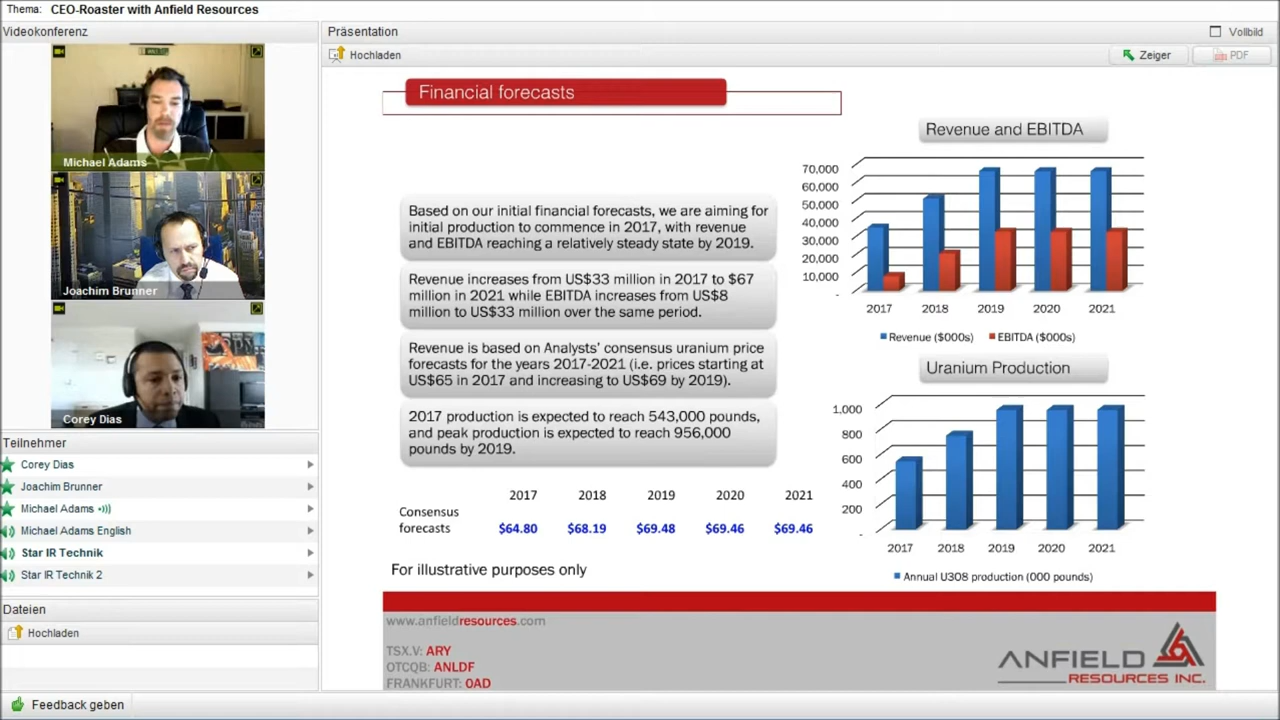 Thema: CEO-Roaster with Anfield Resources
Videokonferenz
Michael Adams
Joachim Brunner
Corey Dias
Teilnehmer
Corey Dias
Joachim Brunner
Michael Adams
Michael Adams English
Star IR Technik
Star IR Technik 2
Dateien
Hochladen
Feedback geben
Präsentation
Vollbild
Hochladen
Zeiger
PDF
Financial forecasts
Based on our initial financial forecasts, we are aiming for
initial production to commence in 2017, with revenue
and EBITDA reaching a relatively steady state by 2019.
Revenue increases from US$33 million in 2017 to $67
million in 2021 while EBITDA increases from US$8
million to US$33 million over the same period.
Revenue is based on Analysts' consensus uranium price
forecasts for the years 2017-2021 (i.e. prices starting at
US$65 in 2017 and increasing to US$69 by 2019).
2017 production is expected to reach 543,000 pounds,
and peak production is expected to reach 956,000
pounds by 2019.
2017 2018 2019 2020 2021
Consensus
forecasts $64.80 $68.19 $69.48 $69.46 $69.46
For illustrative purposes only
Revenue and EBITDA
70,000
60,000
50,000
40,000
30,000
20,000
10,000
-
2017 2018 2019 2020 2021
Revenue ($000s) EBITDA ($000s)
Uranium Production
1,000
800
600
400
200
-
2017 2018 2019 2020 2021
Annual U3O8 production (000 pounds)
www.anfieldresources.com
TSX.V: ARY
OTCQB: ANLDF
FRANKFURT: 0AD
ANFIELD
RESOURCES INC.